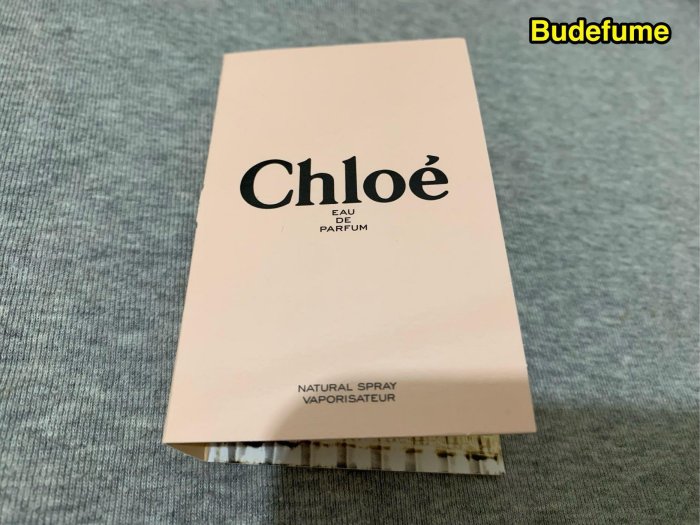 Budefume
Chloé
EAU
DE
PARFUM
NATURAL SPRAY
VAPORISATEUR